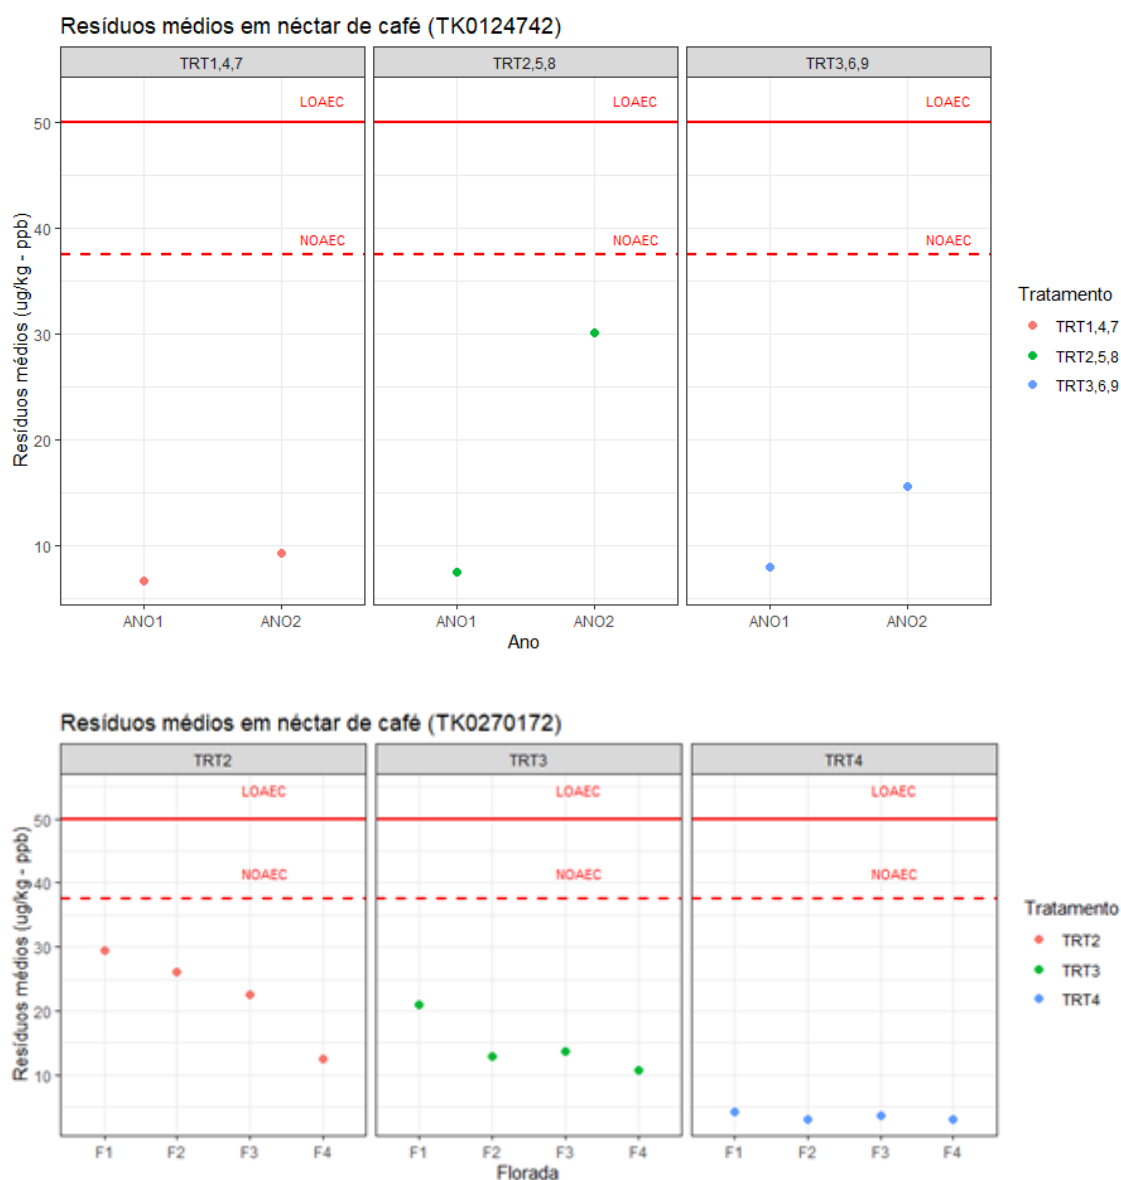 Resíduos médios em néctar de café (TK0124742)
TRT1,4,7 TRT2,5,8 TRT3,6,9
LOAEC LOAEC LOAEC
50
40
NOAEC NOAEC NOAEC
30
20
10
Resíduos médios (ug/kg - ppb)
ANO1 ANO2 ANO1 ANO2 ANO1 ANO2
Ano
Tratamento
TRT1,4,7
TRT2,5,8
TRT3,6,9
Resíduos médios em néctar de café (TK0270172)
TRT2 TRT3 TRT4
LOAEC LOAEC LOAEC
50
NOAEC NOAEC NOAEC
40
30
20
10
Resíduos médios (ug/kg - ppb)
F1 F2 F3 F4 F1 F2 F3 F4 F1 F2 F3 F4
Florada
Tratamento
TRT2
TRT3
TRT4